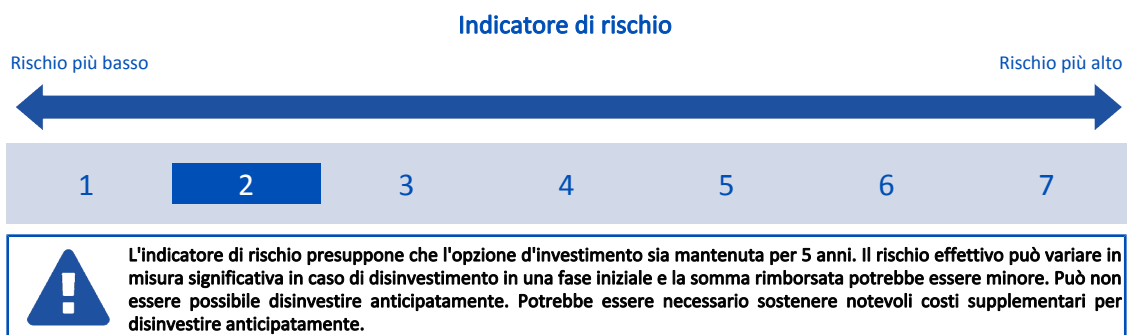 Indicatore di rischio
Rischio più basso Rischio più alto
1 2 3 4 5 6 7
L'indicatore di rischio presuppone che l'opzione d'investimento sia mantenuta per 5 anni. Il rischio effettivo può variare in
misura significativa in caso di disinvestimento in una fase iniziale e la somma rimborsata potrebbe essere minore. Può non
essere possibile disinvestire anticipatamente. Potrebbe essere necessario sostenere notevoli costi supplementari per
disinvestire anticipatamente.